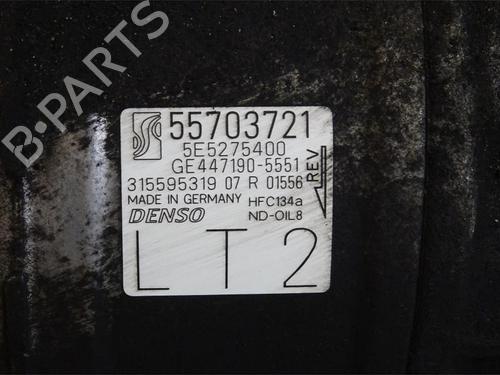 B-PARTS
55703721
5E5275400
GE447190-5551
315595319 07 R 01556
MADE IN GERMANY HFC134a
DENSO ND-OIL8
REV
LT2